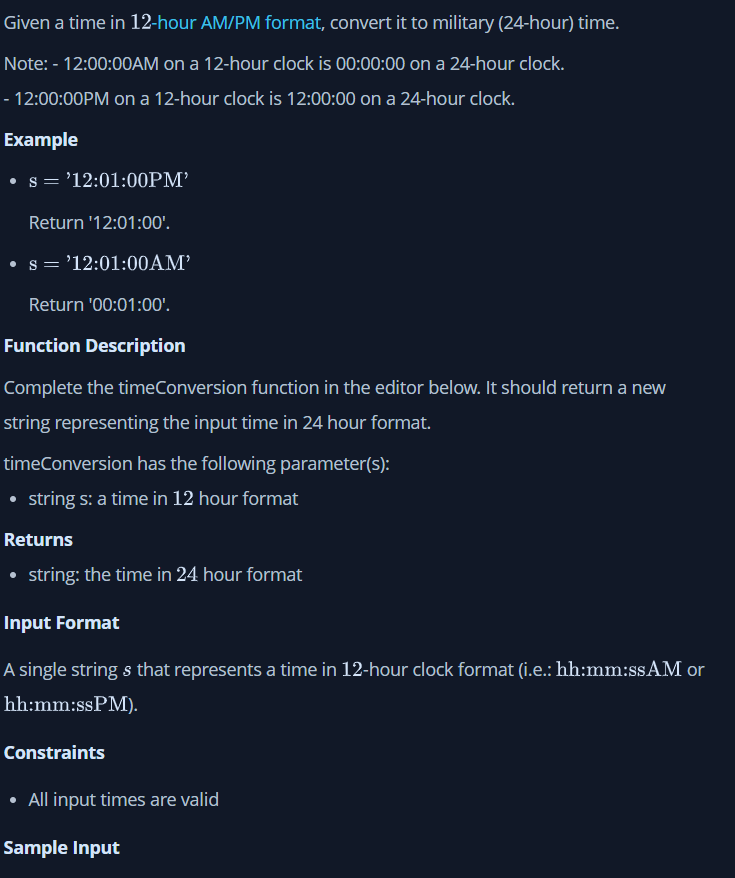 Given a time in 12-hour AM/PM format, convert it to military (24-hour) time.
Note: - 12:00:00AM on a 12-hour clock is 00:00:00 on a 24-hour clock.
- 12:00:00PM on a 12-hour clock is 12:00:00 on a 24-hour clock.
Example
• s = ’12:01:00PM’
Return '12:01:00'.
• s = ’12:01:00AM’
Return '00:01:00'.
Function Description
Complete the timeConversion function in the editor below. It should return a new
string representing the input time in 24 hour format.
timeConversion has the following parameter(s):
• string s: a time in 12 hour format
Returns
• string: the time in 24 hour format
Input Format
A single string s that represents a time in 12-hour clock format (i.e.: hh:mm:ssAM or
hh:mm:ssPM).
Constraints
• All input times are valid
Sample Input